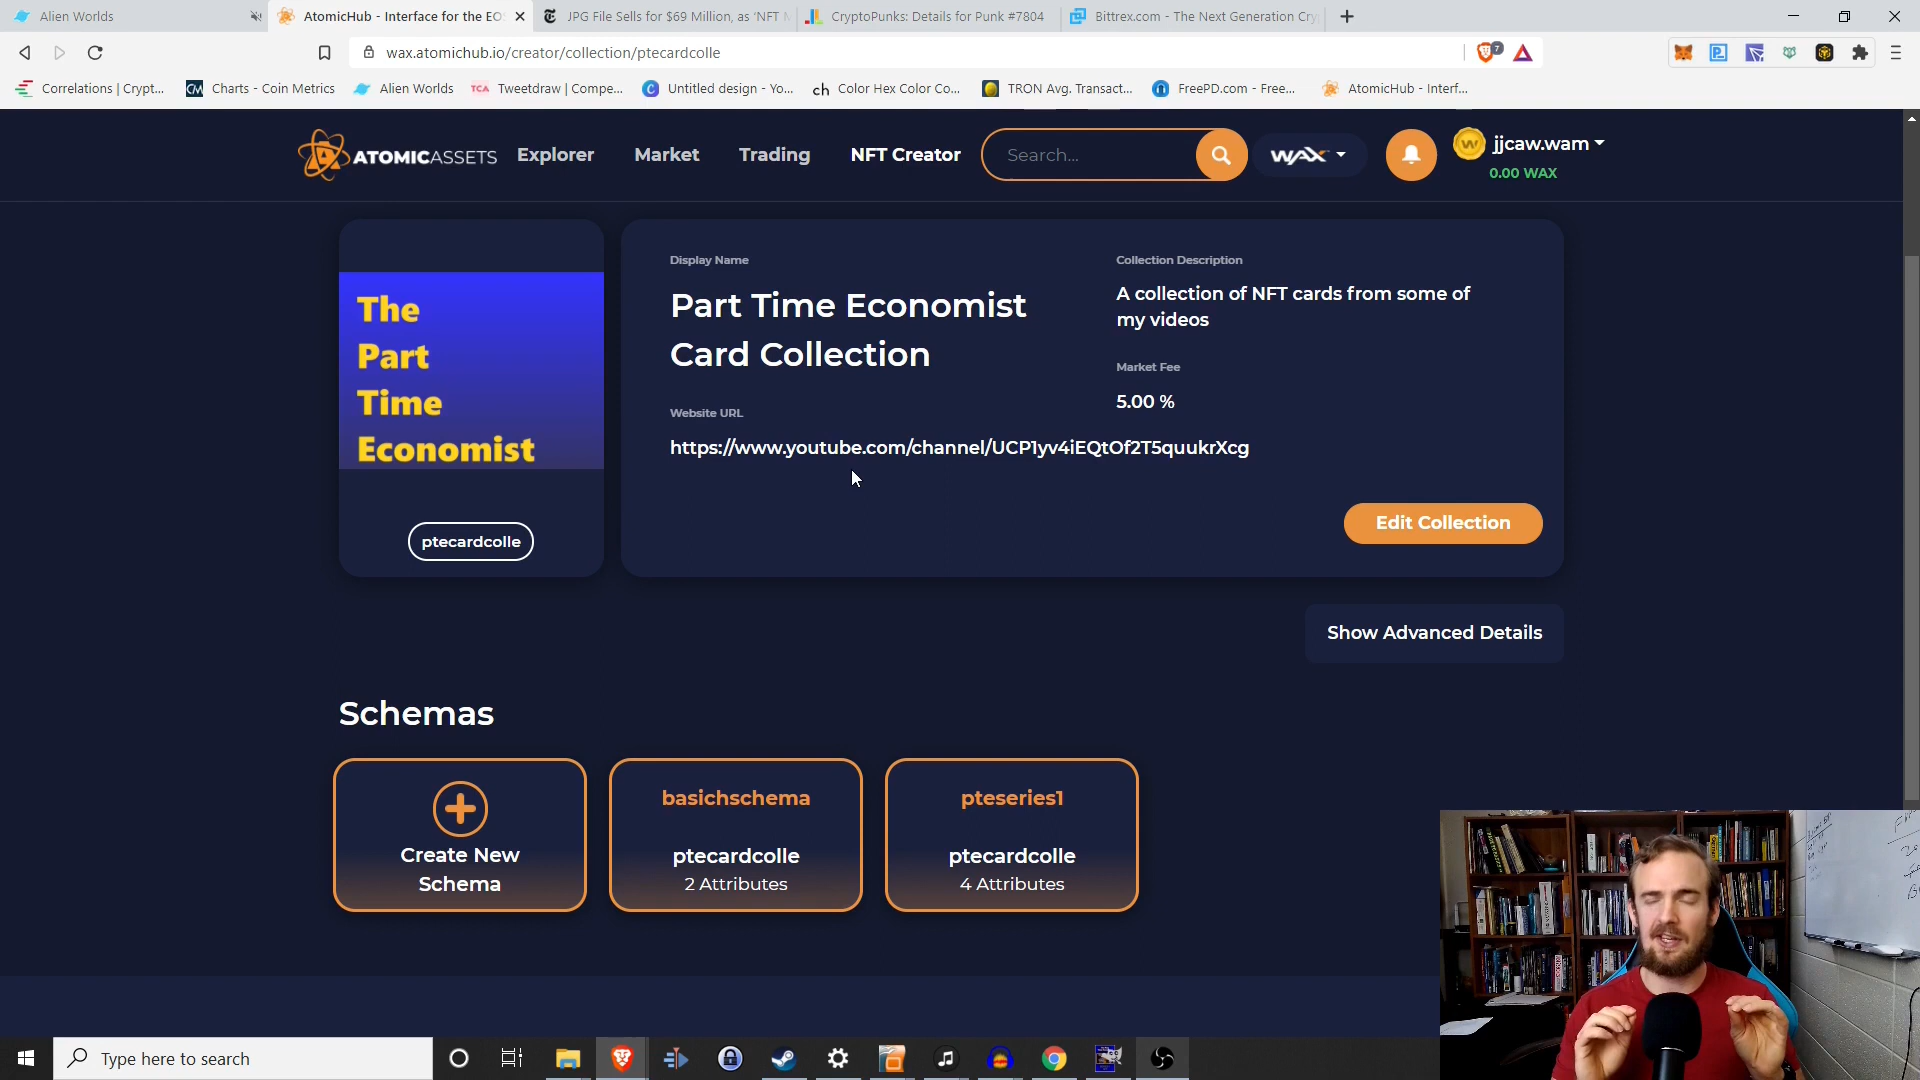 Alien Worlds
AtomicHub - Interface for the EO
JPG File Sells for $69 Million, as 'NFT M
CryptoPunks: Details for Punk #7804
Bittrex.com - The Next Generation Cry
wax.atomichub.io/creator/collection/ptecardcolle
7
Correlations | Crypt...
Charts - Coin Metrics
Alien Worlds
TCA Tweetdraw | Compe...
Untitled design - Yo...
ch Color Hex Color Co...
TRON Avg. Transact...
FreePD.com - Free...
AtomicHub - Interf...
ATOMICASSETS
Explorer
Market
Trading
NFT Creator
Search...
WAX
jjcaw.wam
0.00 WAX
The
Part
Time
Economist
ptecardcolle
Display Name
Part Time Economist
Card Collection
Website URL
https://www.youtube.com/channel/UCP1yv4iEQtOf2T5quukrXcg
Collection Description
A collection of NFT cards from some of
my videos
Market Fee
5.00 %
Edit Collection
Show Advanced Details
Schemas
Create New
Schema
basichschema
ptecardcolle
2 Attributes
pteseries1
ptecardcolle
4 Attributes
Type here to search